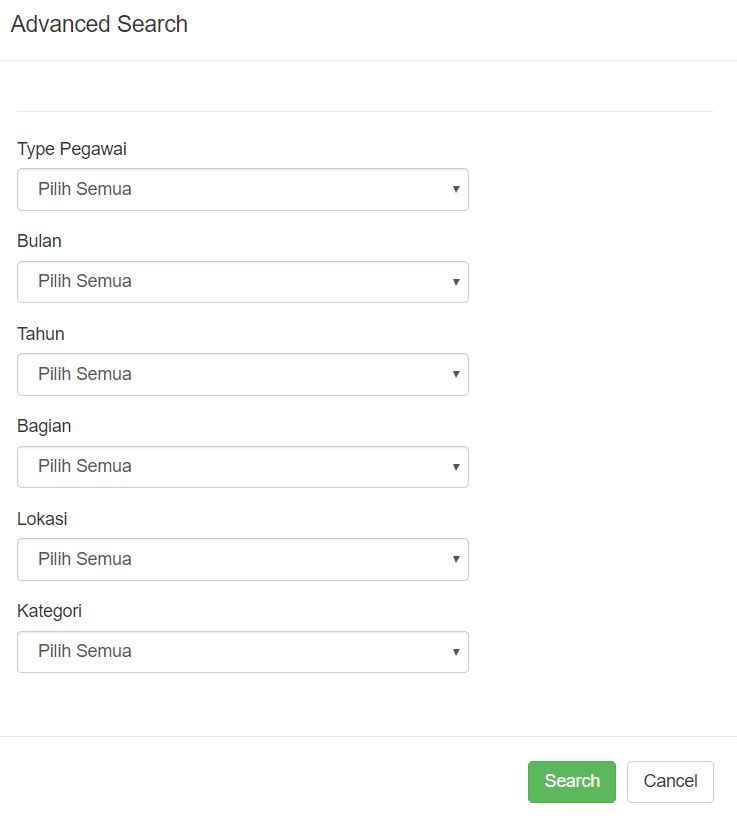 Advanced Search
Type Pegawai
Pilih Semua
Bulan
Pilih Semua
Tahun
Pilih Semua
Bagian
Pilih Semua
Lokasi
Pilih Semua
Kategori
Pilih Semua
Search Cancel